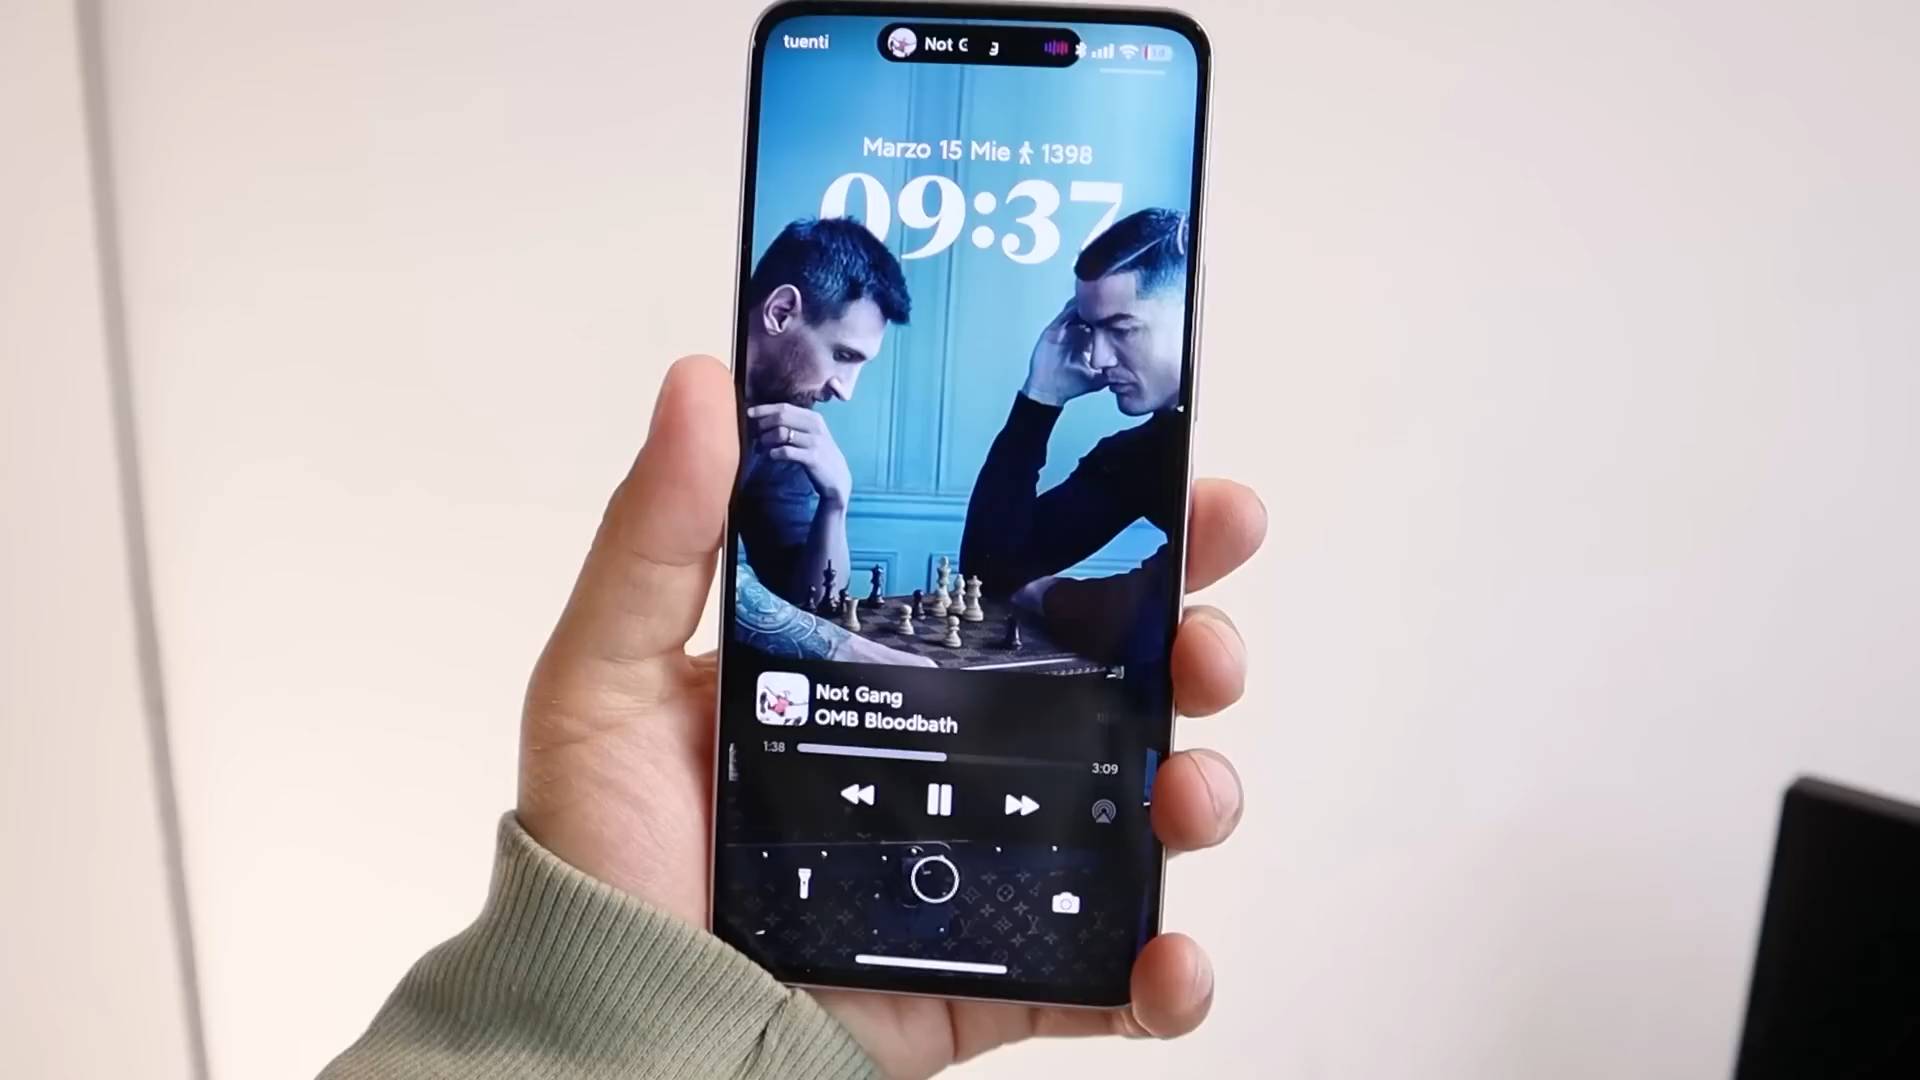 tuenti
Not G g
Marzo 15 Mie 1398
09:37
Not Gang
OMB Bloodbath
1:38
3:09